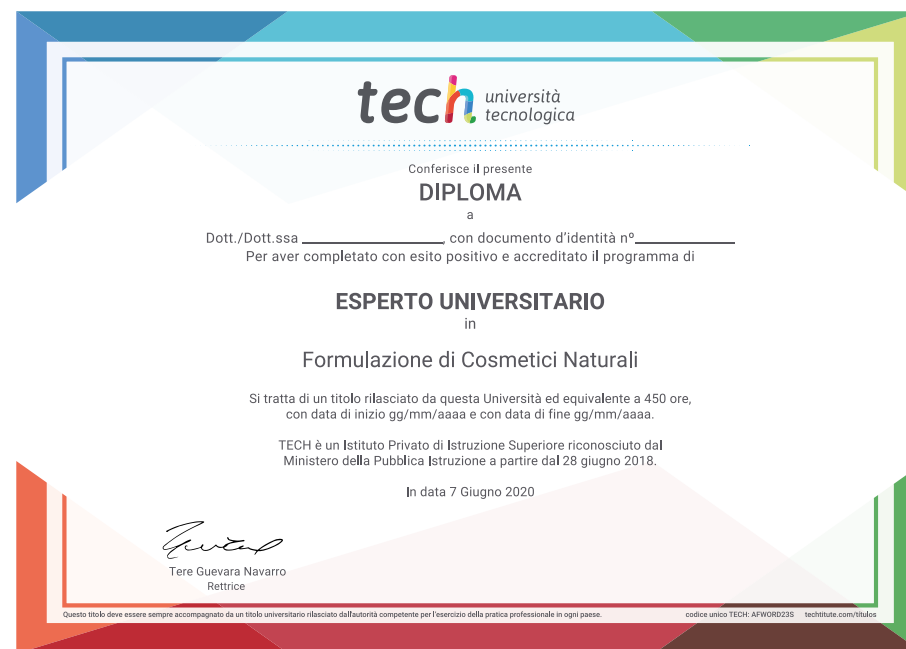 tech università
tecnologica
Conferisce il presente
DIPLOMA
a
Dott./Dott.ssa ____________________, con documento d'identità nº______________
Per aver completato con esito positivo e accreditato il programma di
ESPERTO UNIVERSITARIO
in
Formulazione di Cosmetici Naturali
Si tratta di un titolo rilasciato da questa Università ed equivalente a 450 ore,
con data di inizio gg/mm/aaaa e con data di fine gg/mm/aaaa.
TECH è un Istituto Privato di Istruzione Superiore riconosciuto dal
Ministero della Pubblica Istruzione a partire dal 28 giugno 2018.
In data 7 Giugno 2020
Tere Guevara Navarro
Rettrice
Questo titolo deve essere sempre accompagnato da un titolo universitario rilasciato dall'autorità competente per l'esercizio della pratica professionale in ogni paese. codice unico TECH: AFWORD23S techtitute.com/titulos